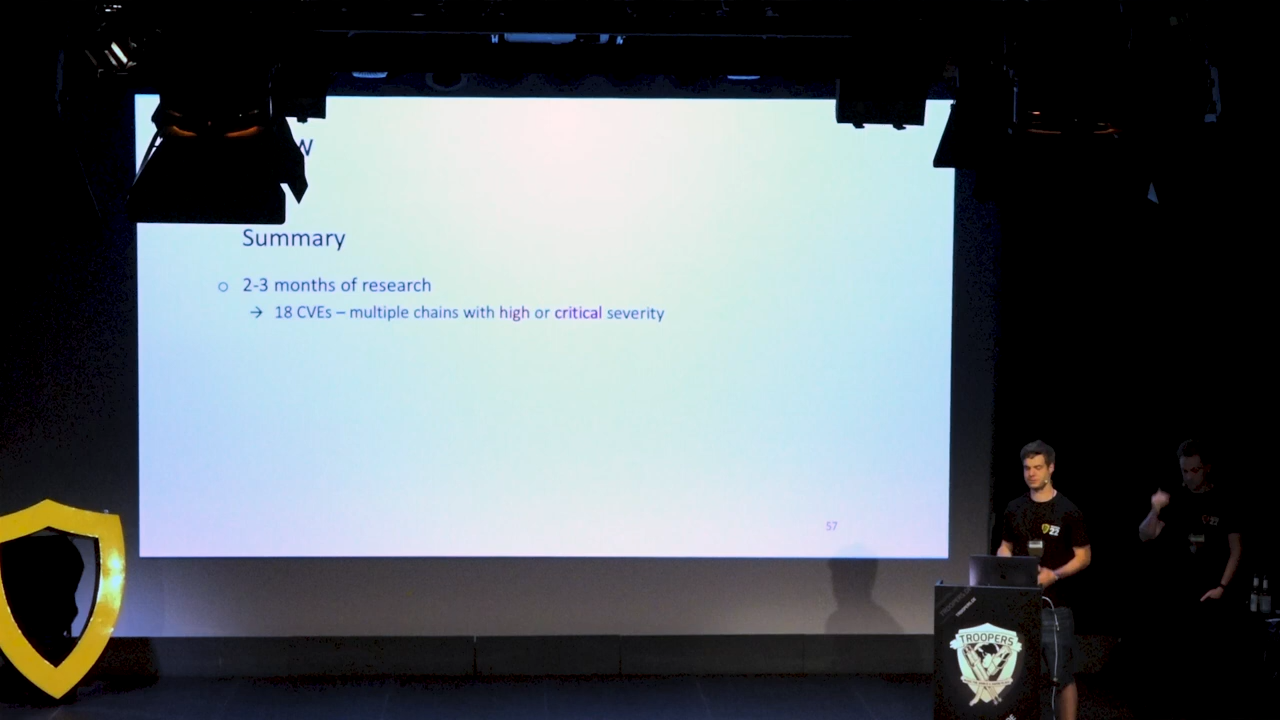 Summary
○ 2-3 months of research
→ 18 CVEs – multiple chains with high or critical severity
57
TROOPERS